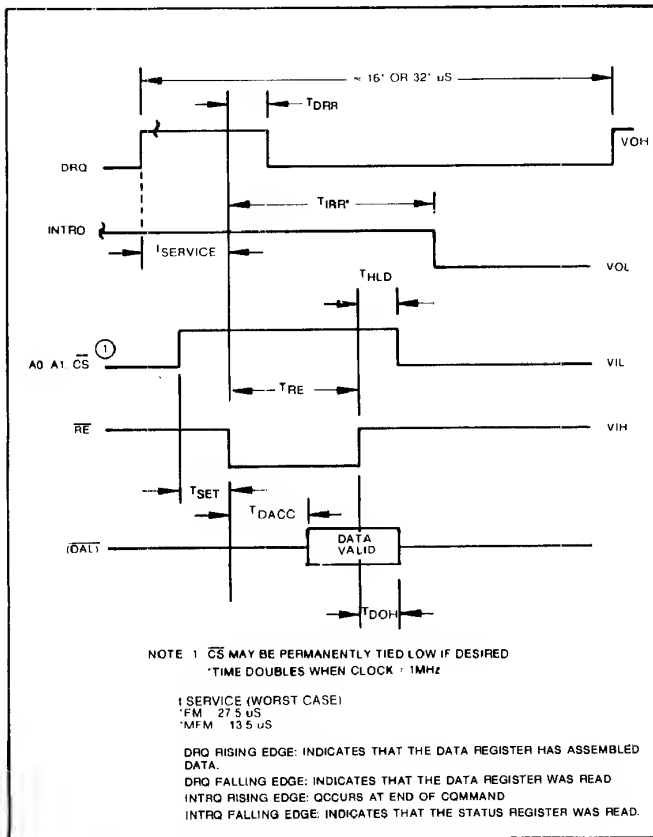 ≈ 16* OR 32* uS
TDRR
VOH
DRQ
TIRR*
INTRQ
tSERVICE
VOL
THLD
A0 A1 CS
1
VIL
TRE
RE
VIH
TSET
TDACC
(DAL)
DATA
VALID
TDOH
NOTE 1 CS MAY BE PERMANENTLY TIED LOW IF DESIRED
*TIME DOUBLES WHEN CLOCK = 1MHz
t SERVICE (WORST CASE)
*FM 27 5 uS
*MFM 13.5 uS
DRQ RISING EDGE: INDICATES THAT THE DATA REGISTER HAS ASSEMBLED
DATA.
DRQ FALLING EDGE: INDICATES THAT THE DATA REGISTER WAS READ
INTRQ RISING EDGE: OCCURS AT END OF COMMAND
INTRQ FALLING EDGE: INDICATES THAT THE STATUS REGISTER WAS READ.